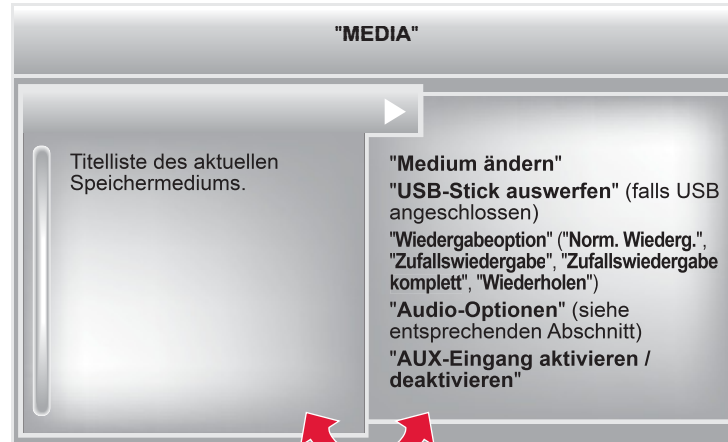 "MEDIA"
Titelliste des aktuellen
Speichermediums.
"Medium ändern"
"USB-Stick auswerfen" (falls USB
angeschlossen)
"Wiedergabeoption" ("Norm. Wiederg.",
"Zufallswiedergabe", "Zufallswiedergabe
komplett", "Wiederholen")
"Audio-Optionen" (siehe
entsprechenden Abschnitt)
"AUX-Eingang aktivieren /
deaktivieren"